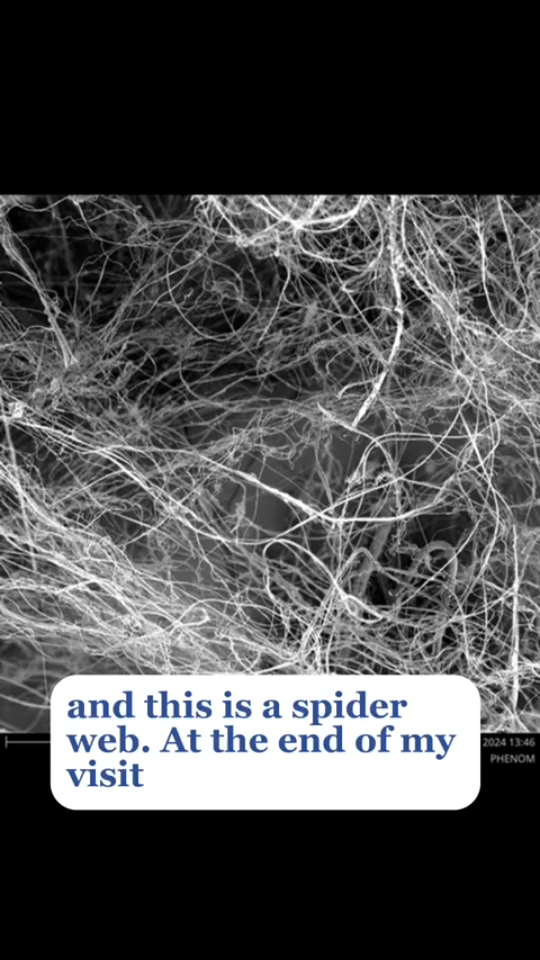 and this is a spider
web. At the end of my
visit
2024 13:46
PHENOM